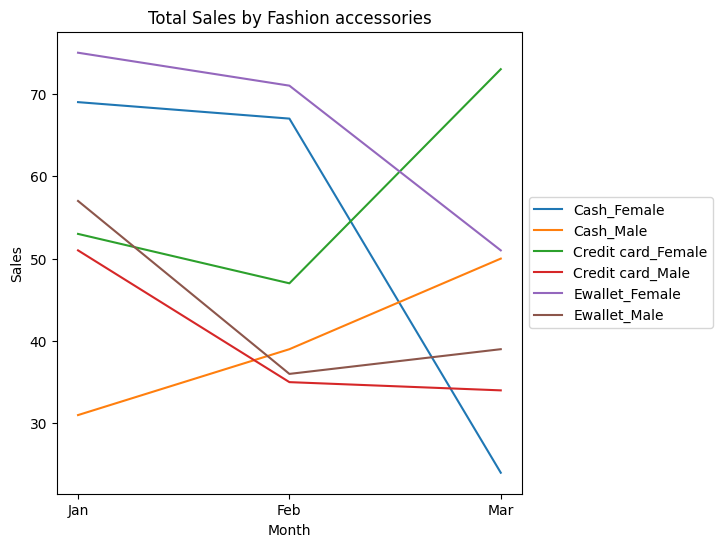 Total Sales by Fashion accessories
70
60
50
40
30
Sales
Jan
Feb
Mar
Month
Cash_Female
Cash_Male
Credit card_Female
Credit card_Male
Ewallet_Female
Ewallet_Male